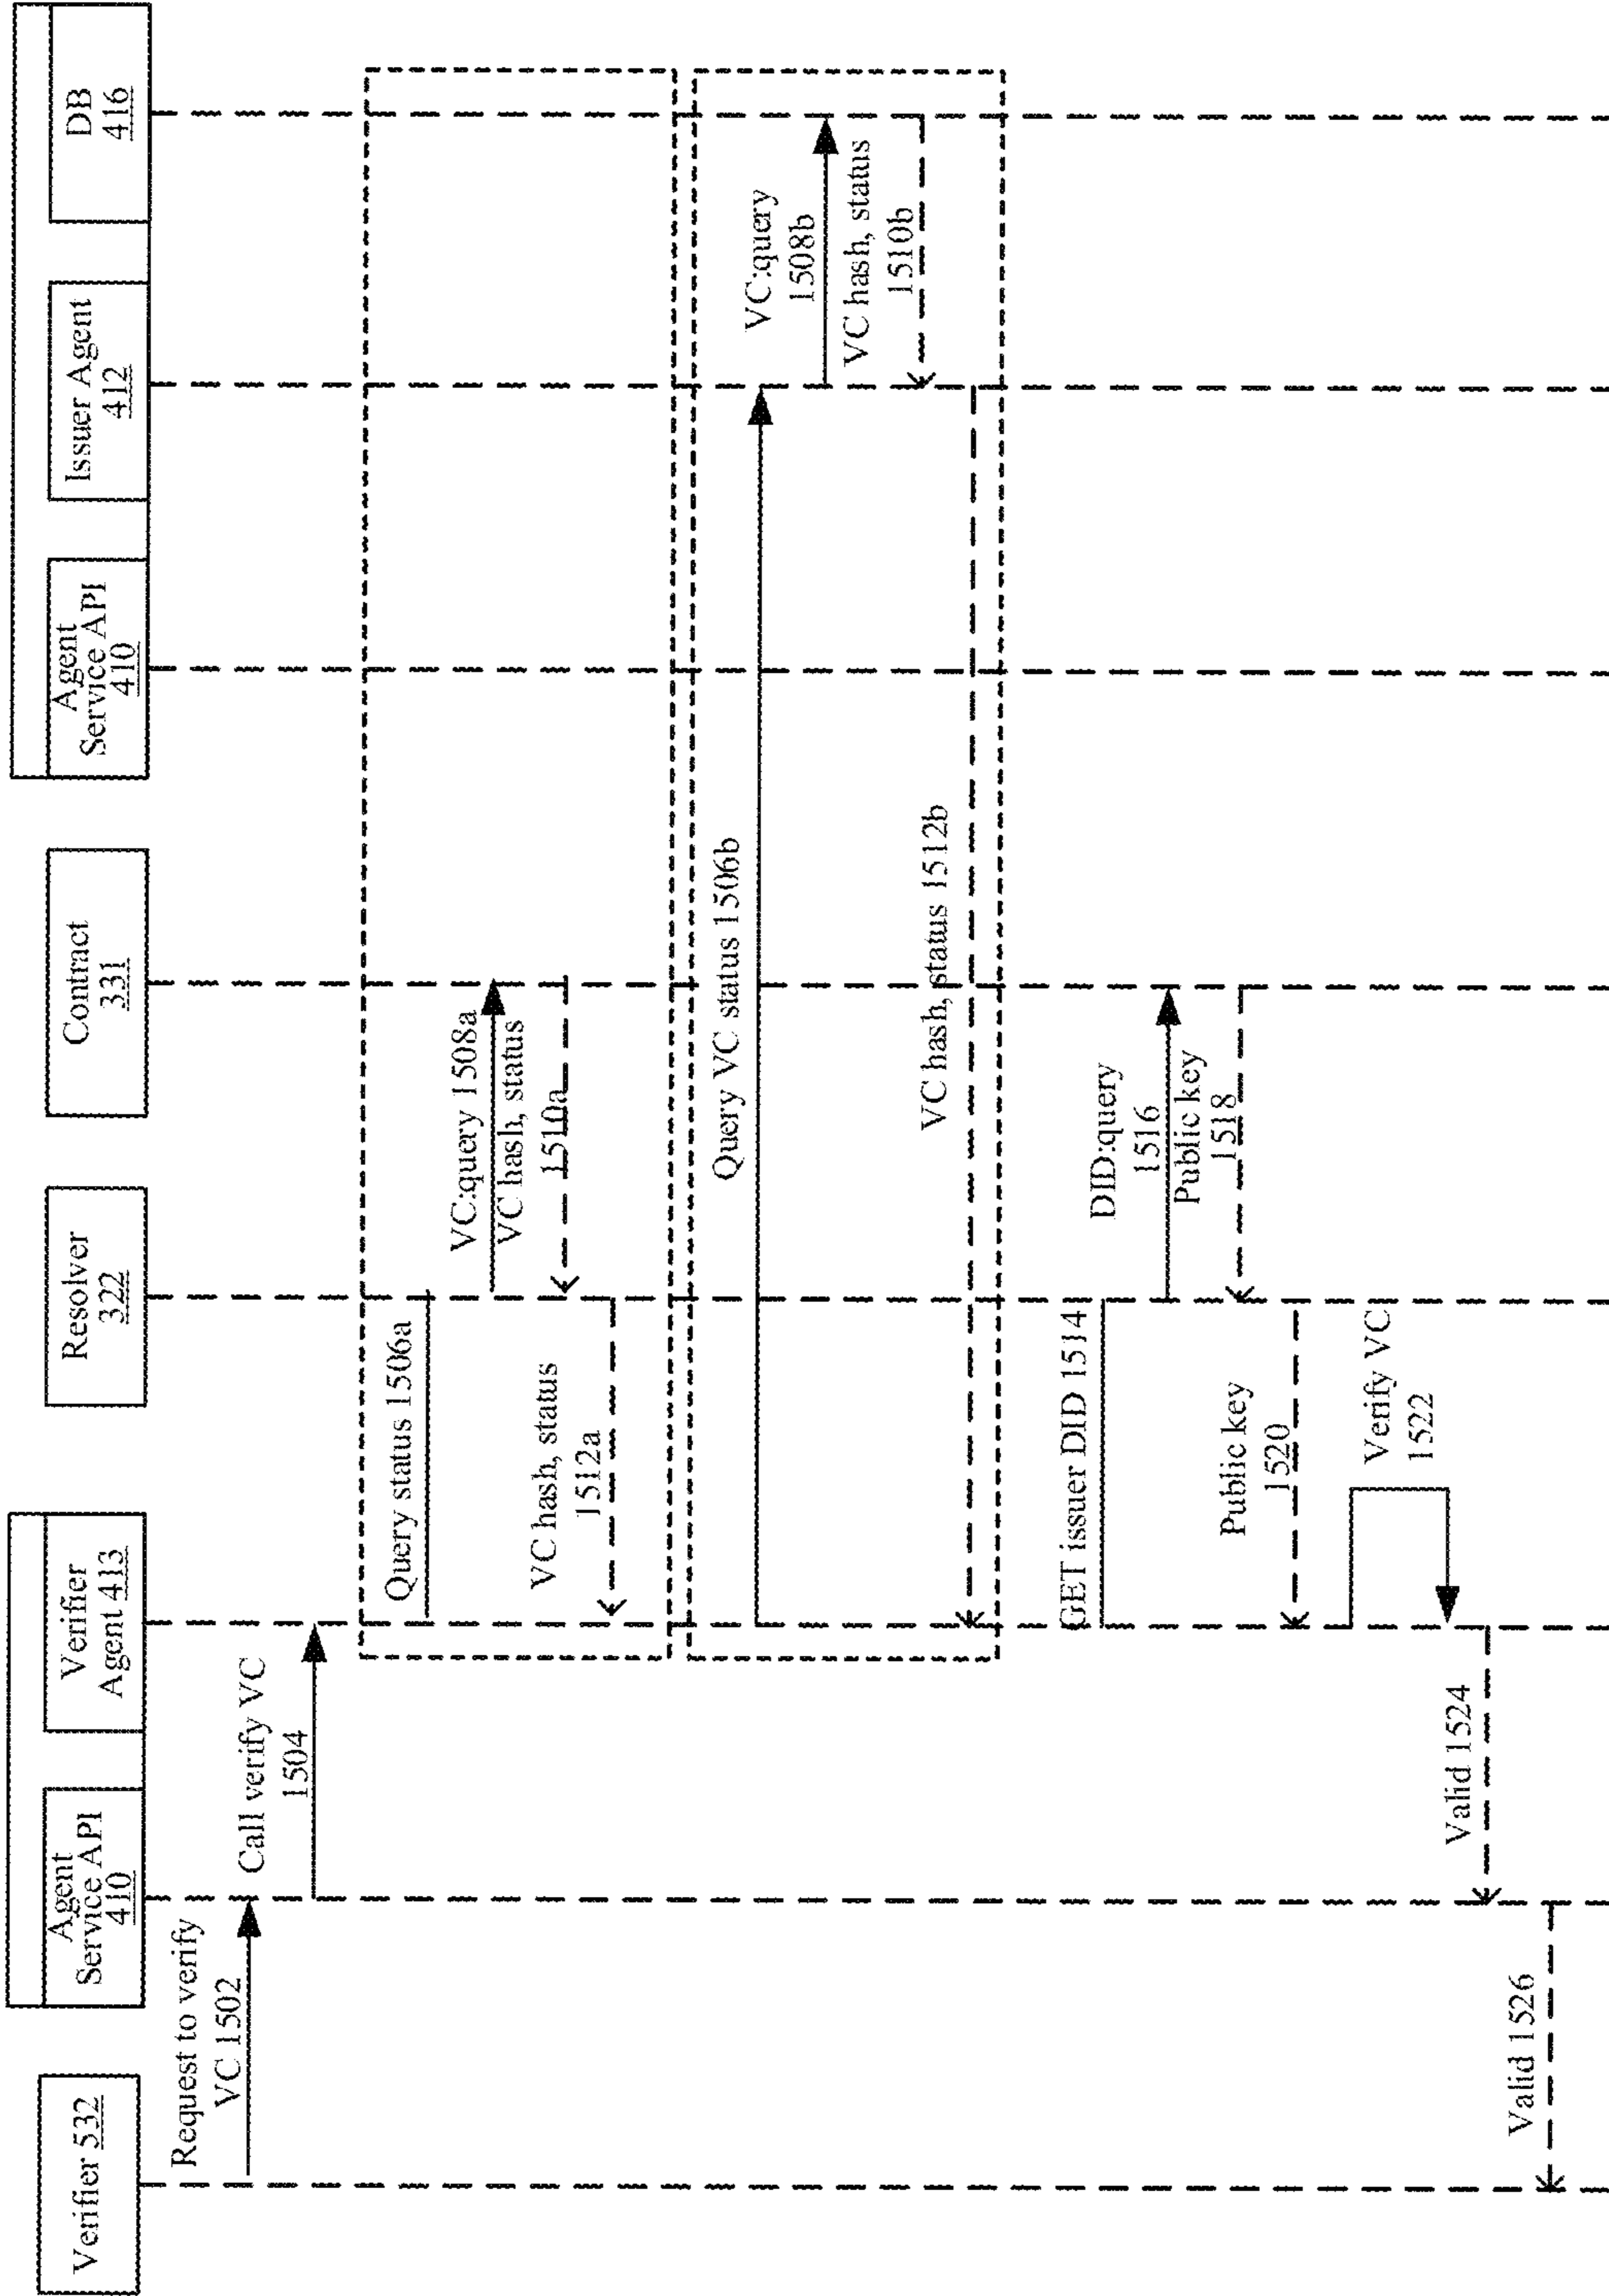 Verifier 532
Agent
Service API
410
Verifier
Agent 413
Resolver
322
Contract
331
Agent
Service API
410
Issuer Agent
412
DB
416
Request to verify
VC 1502
Call verify VC
1504
Query status 1506a
VC:query 1508a
VC hash, status
1510a
VC hash, status
1512a
Query VC status 1506b
VC:query
1508b
VC hash, status
1510b
VC hash, status 1512b
GET issuer DID 1514
DID:query
1516
Public key
1518
Public key
1520
Verify VC
1522
Valid 1524
Valid 1526